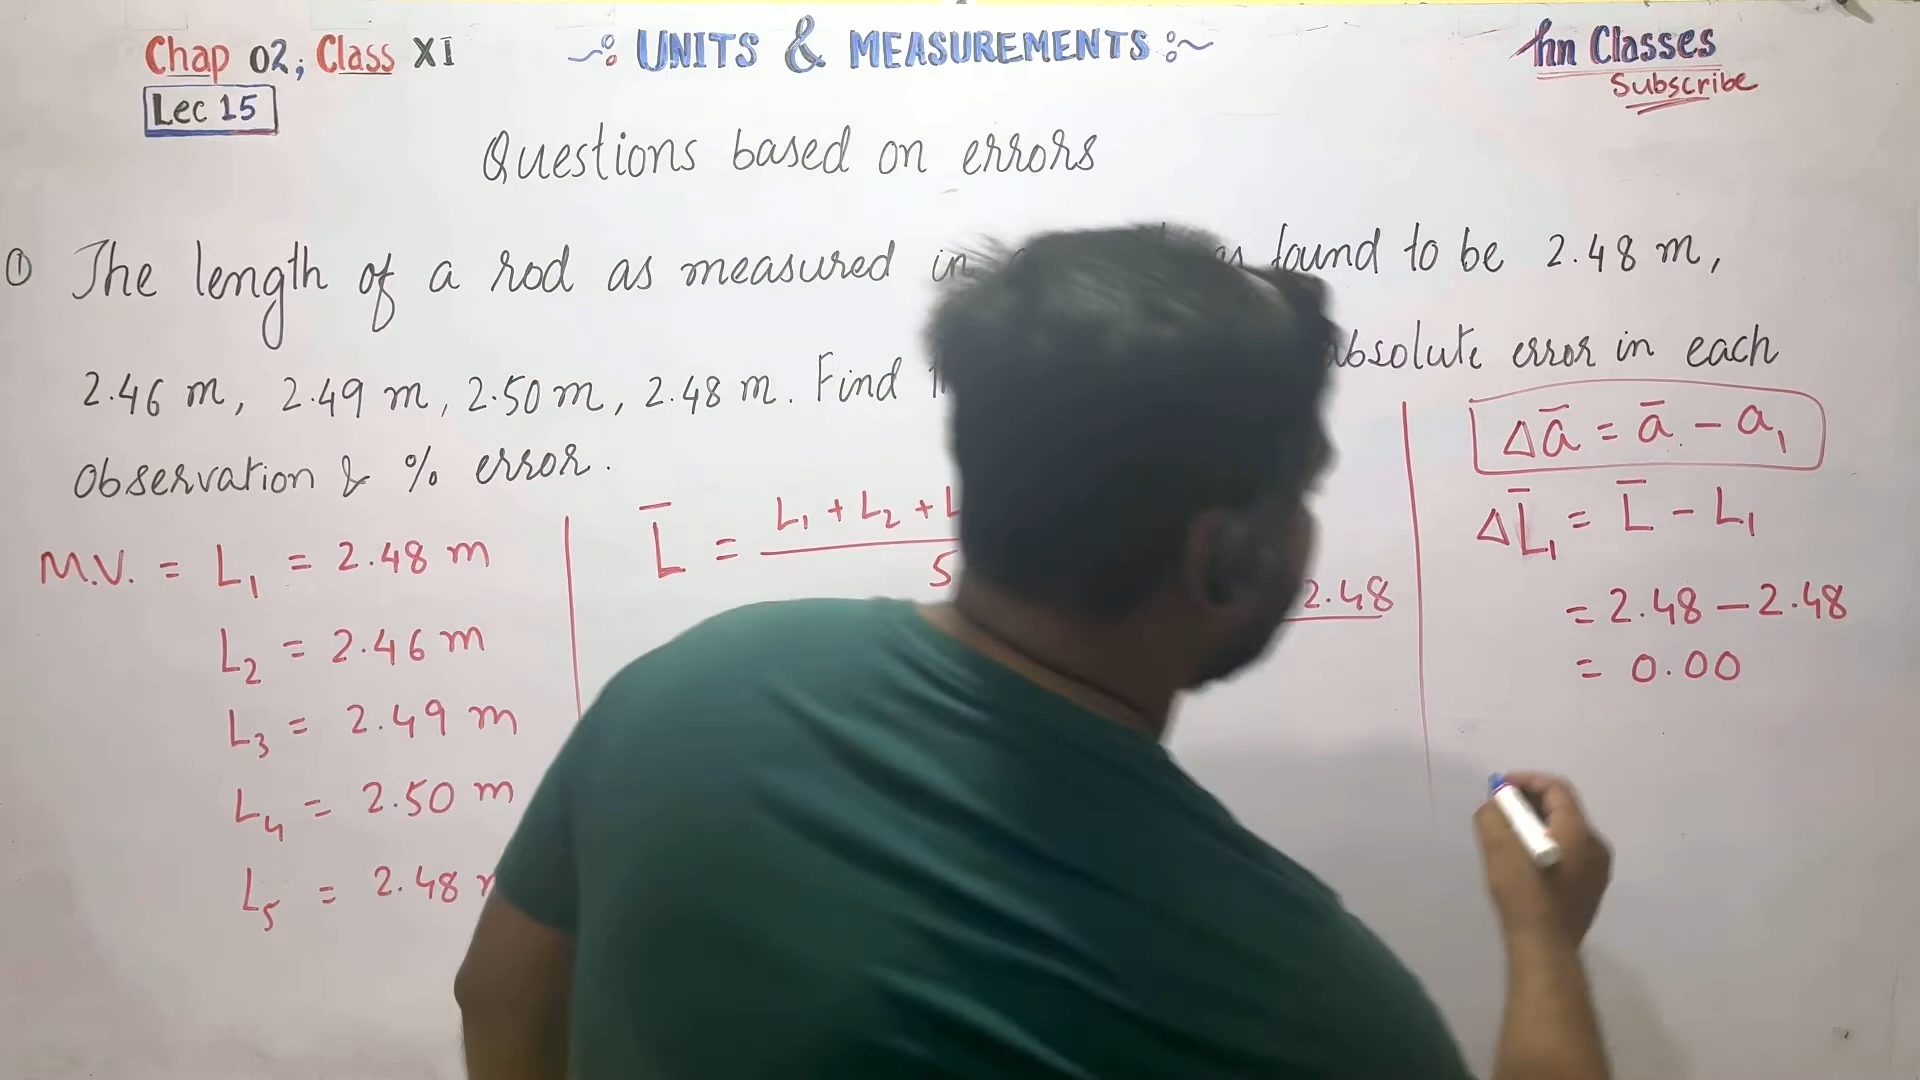 Chap 02; Class XI
UNITS & MEASUREMENTS
hn Classes
Subscribe
Lec 15
Questions based on errors
① The length of a rod as measured in found to be 2.48 m,
2.46 m, 2.49 m, 2.50 m, 2.48 m. Find absolute error in each
observation & % error.
M.V. = L₁ = 2.48 m
L₂ = 2.46 m
L₃ = 2.49 m
L₄ = 2.50 m
L₅ = 2.48
L̄ = L₁ + L₂ +
5
2.48
Δā = ā - a₁
ΔL̄₁ = L̄ - L₁
= 2.48 - 2.48
= 0.00